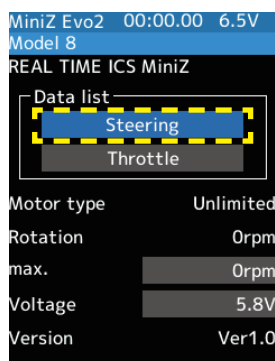 MiniZ Evo2 00:00.00 6.5V
Model 8
REAL TIME ICS MiniZ
Data list
Steering
Throttle
Motor type Unlimited
Rotation 0rpm
max. 0rpm
Voltage 5.8V
Version Ver1.0